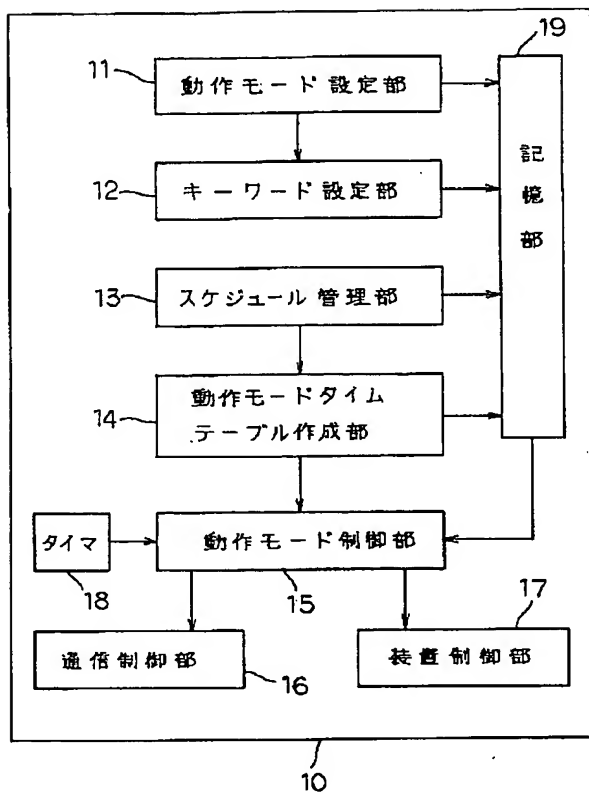 19
11
動作モード設定部
記憶部
12
キーワード設定部
13
スケジュール管理部
14
動作モードタイム
テーブル作成部
タイマ
18
動作モード制御部
15
17
通信制御部
16
装置制御部
10